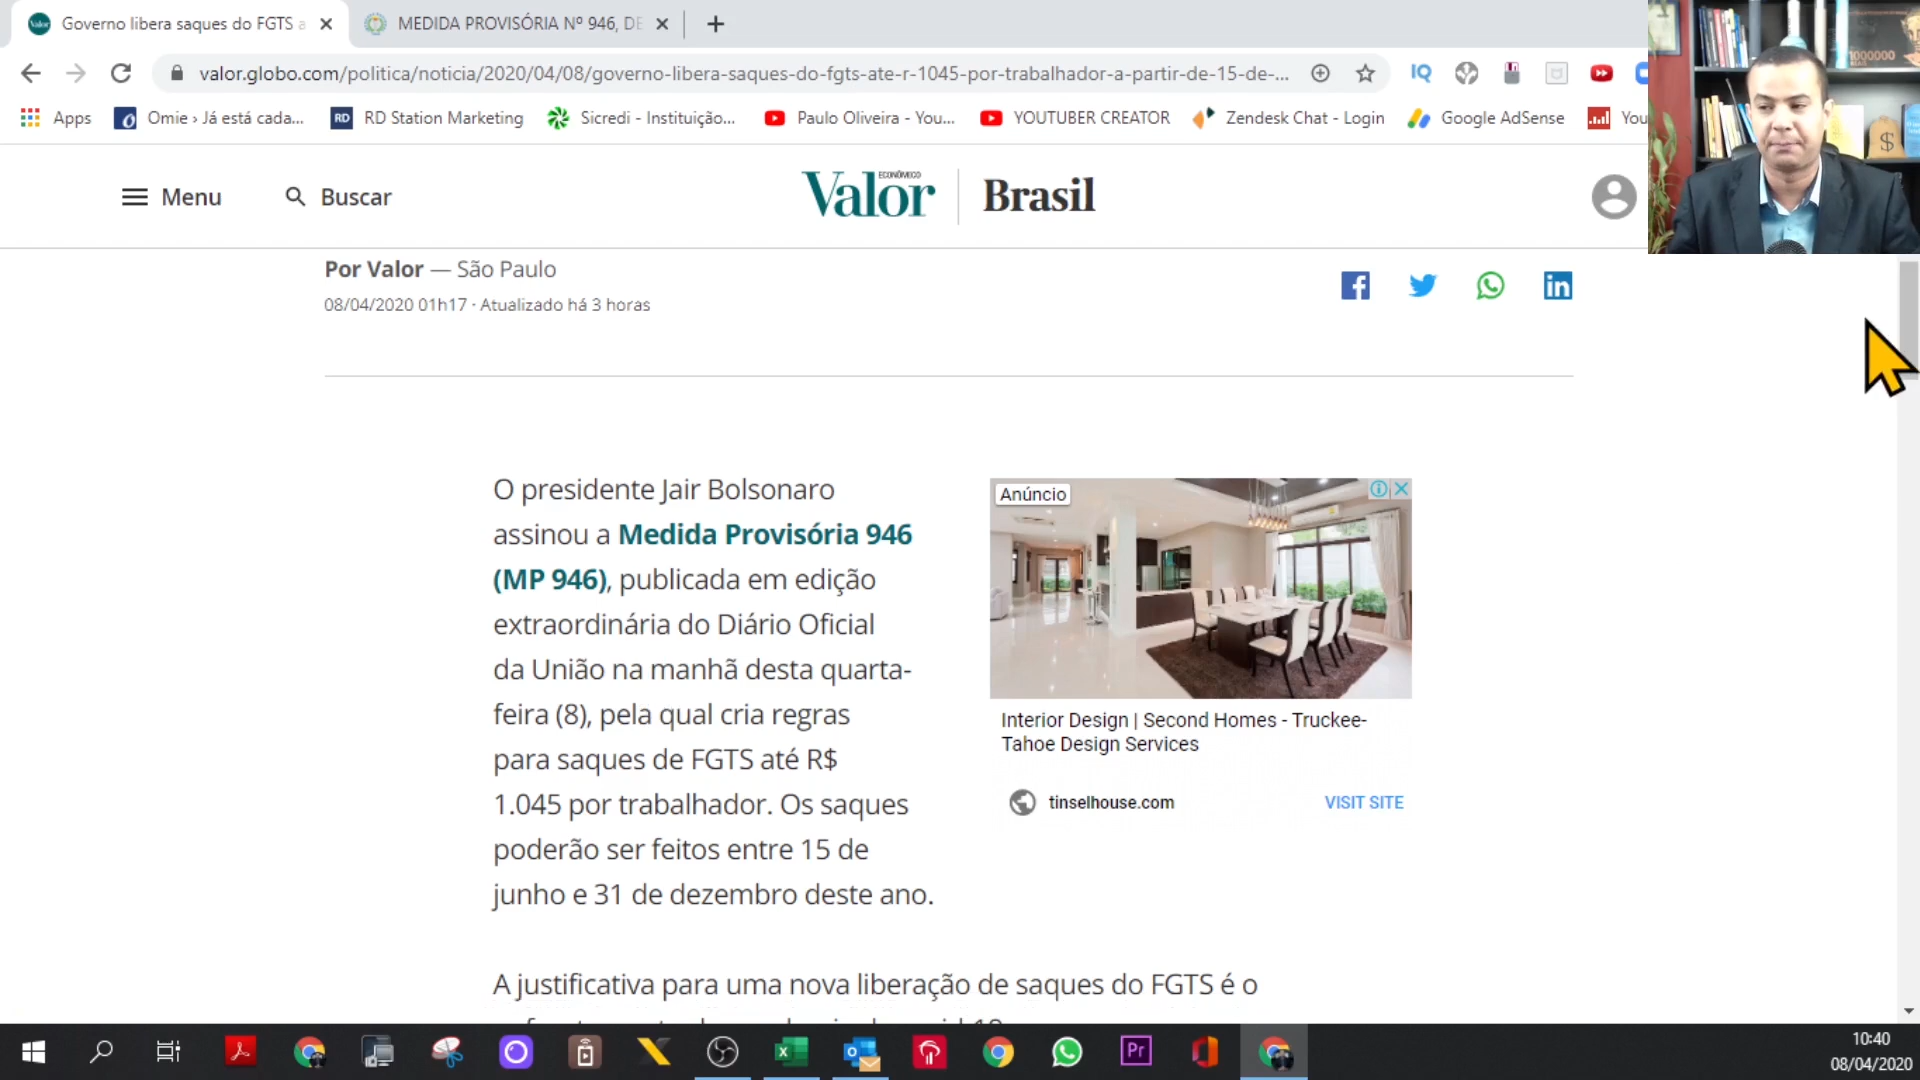 Governo libera saques do FGTS a
MEDIDA PROVISÓRIA Nº 946, DE
valor.globo.com/politica/noticia/2020/04/08/governo-libera-saques-do-fgts-ate-r-1045-por-trabalhador-a-partir-de-15-de-...
IQ
Apps
Omie › Já está cada...
RD
RD Station Marketing
Sicredi - Instituição...
Paulo Oliveira - You...
YOUTUBER CREATOR
Zendesk Chat - Login
Google AdSense
You
Menu
Buscar
Valor ECONÔMICO
Brasil
1000000
$
Por Valor — São Paulo
08/04/2020 01h17 · Atualizado há 3 horas
O presidente Jair Bolsonaro
assinou a Medida Provisória 946
(MP 946), publicada em edição
extraordinária do Diário Oficial
da União na manhã desta quarta-
feira (8), pela qual cria regras
para saques de FGTS até R$
1.045 por trabalhador. Os saques
poderão ser feitos entre 15 de
junho e 31 de dezembro deste ano.
Anúncio
Interior Design | Second Homes - Truckee-
Tahoe Design Services
tinselhouse.com
VISIT SITE
A justificativa para uma nova liberação de saques do FGTS é o
Pr
10:40
08/04/2020